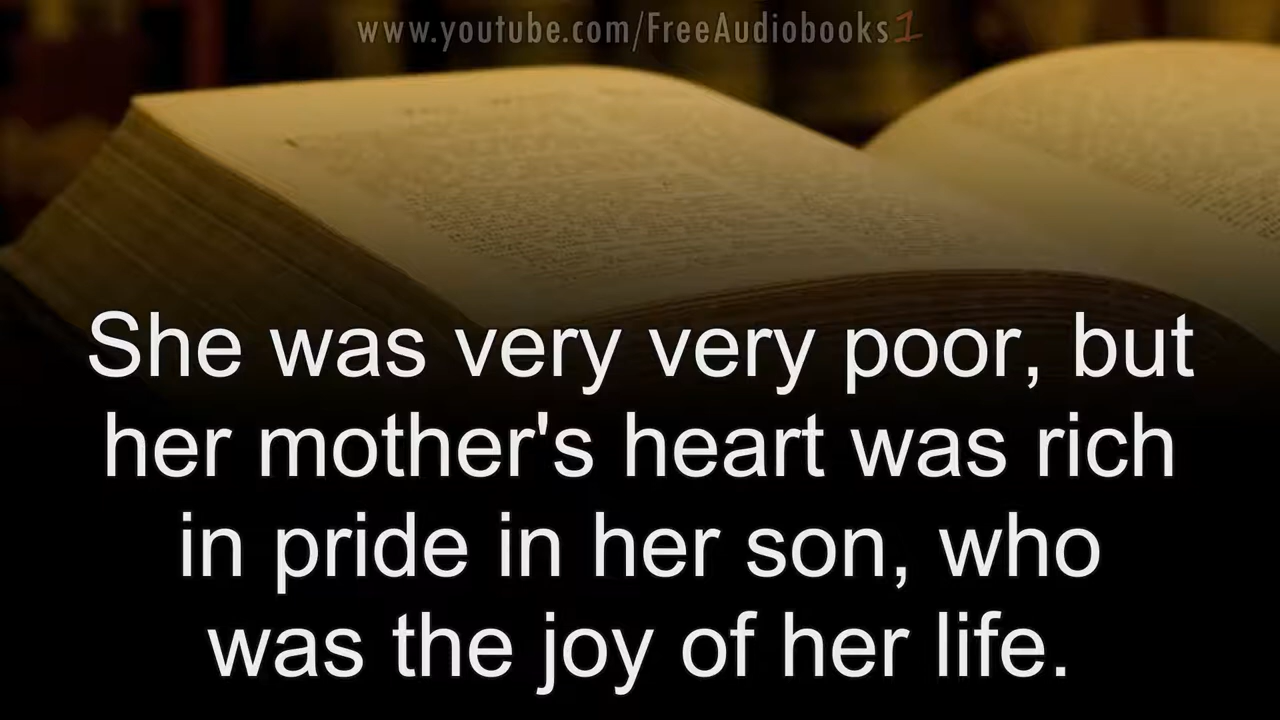 www.youtube.com/FreeAudiobooks1
She was very very poor, but
her mother's heart was rich
in pride in her son, who
was the joy of her life.